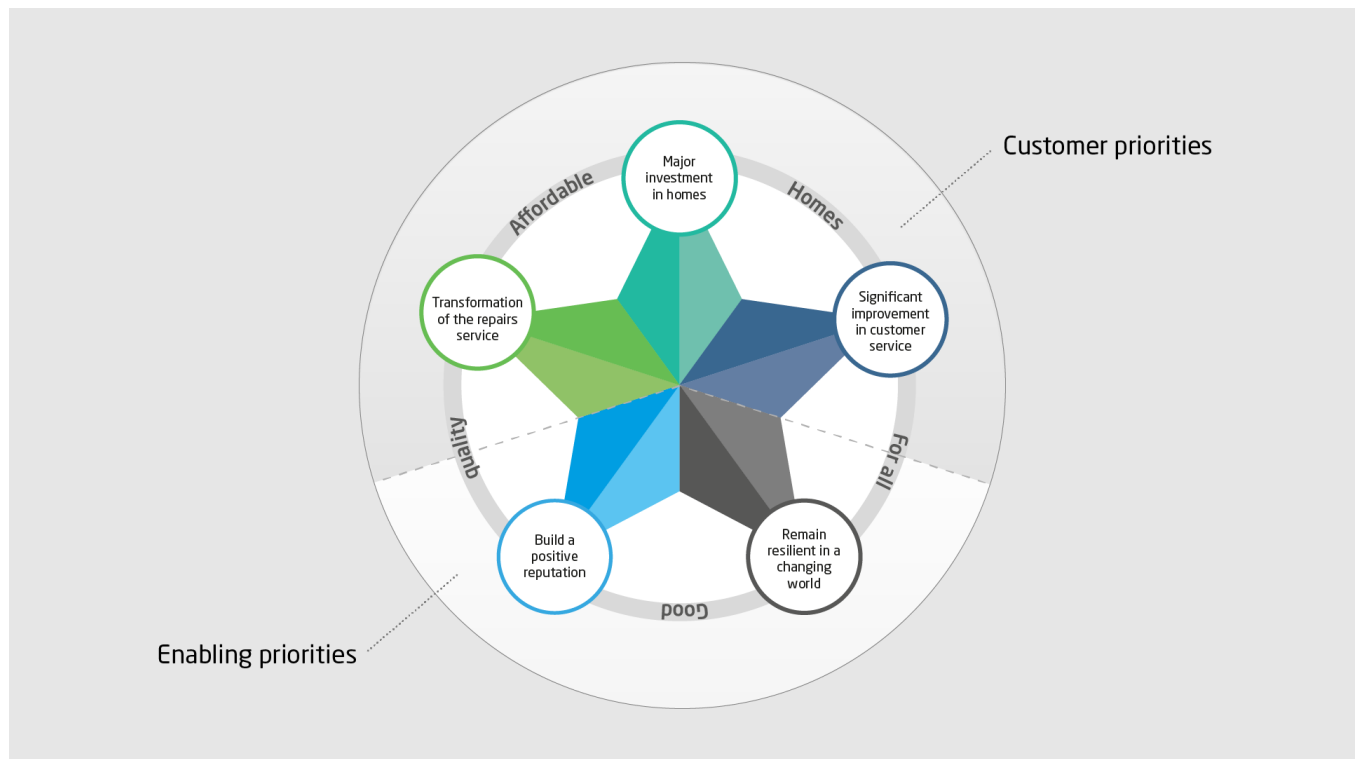 Customer priorities
Major
investment
in homes
Affordable
Homes
Transformation
of the repairs
service
Significant
improvement
in customer
service
quality
For all
Build a
positive
reputation
Remain
resilient in a
changing
world
Good
Enabling priorities